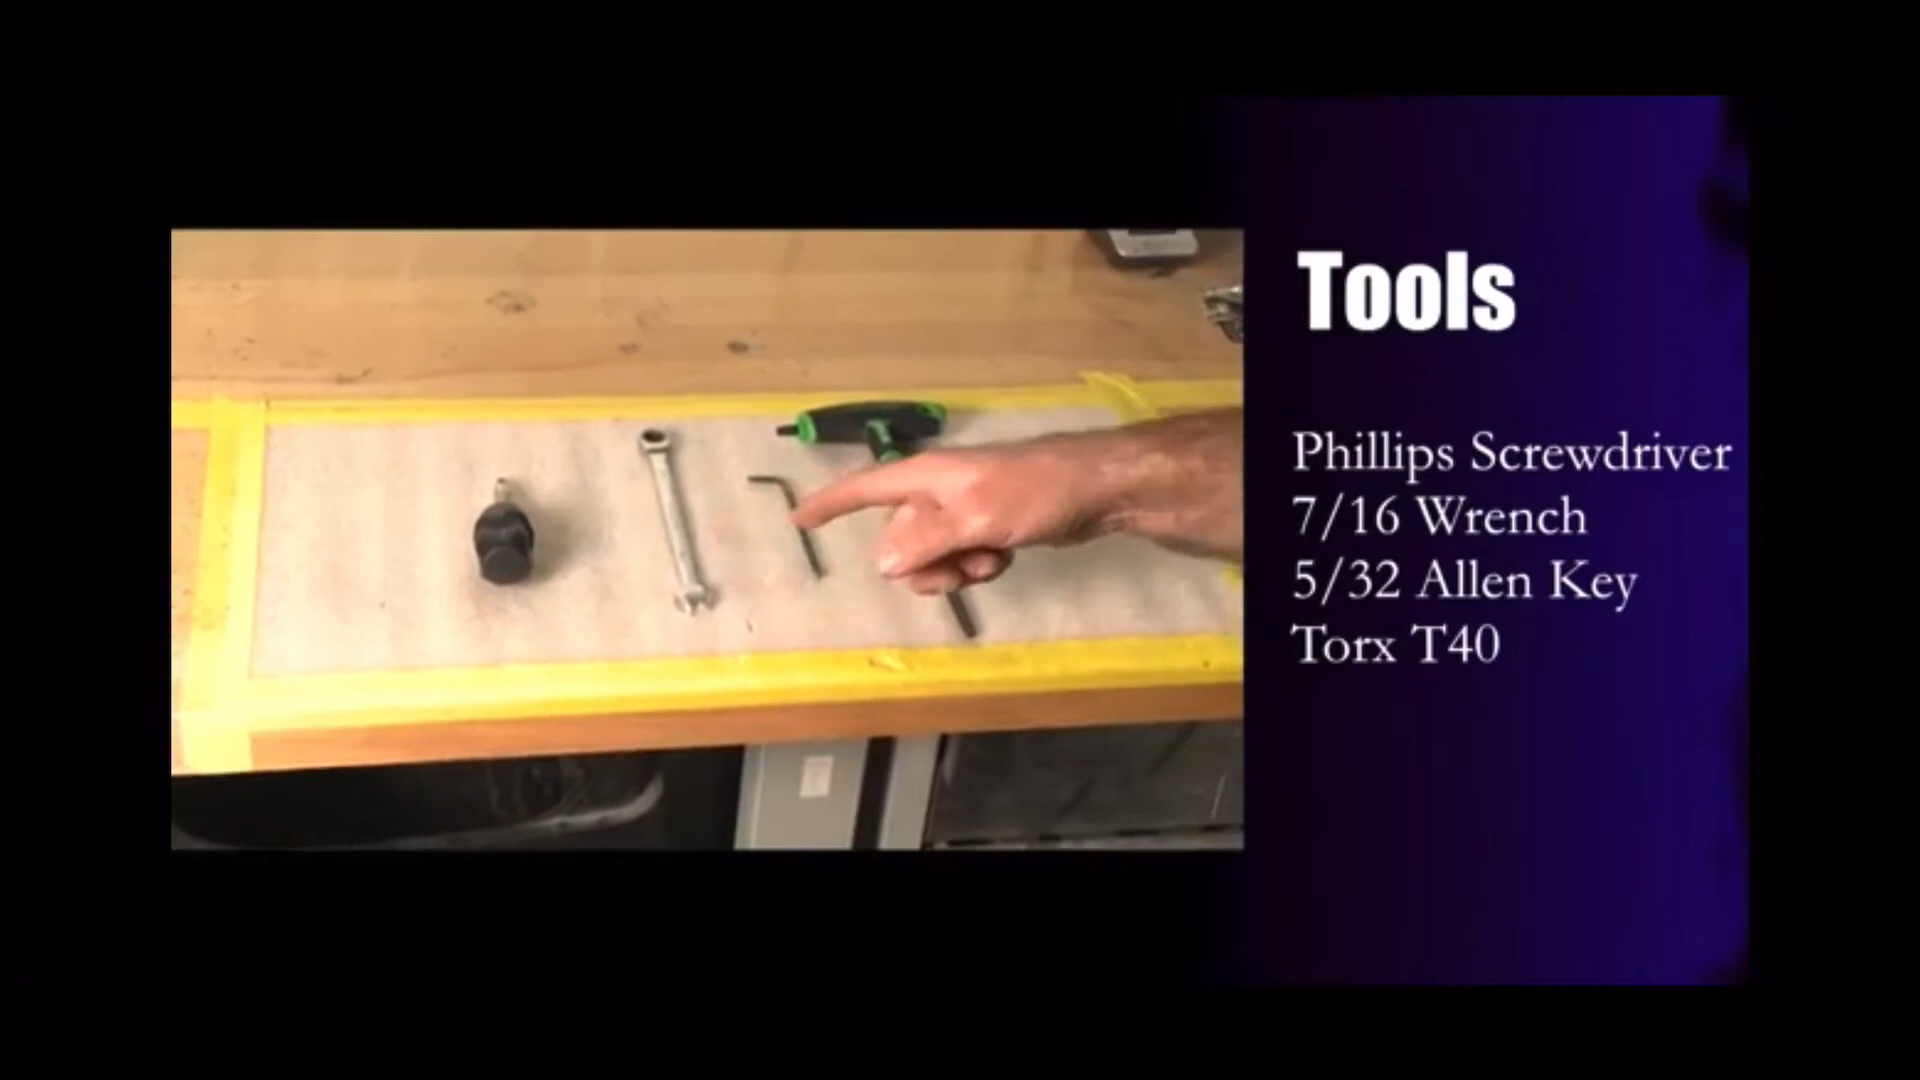 Tools
Phillips Screwdriver
7/16 Wrench
5/32 Allen Key
Torx T40